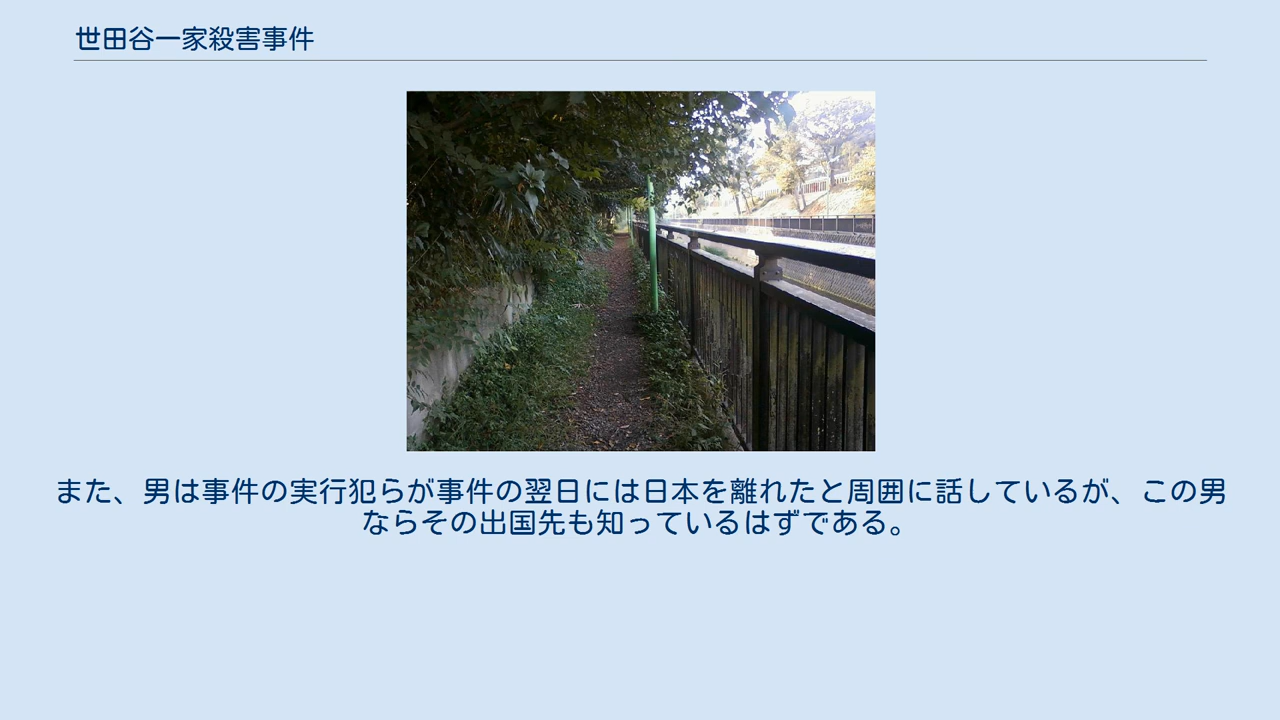 世田谷一家殺害事件
また、男は事件の実行犯らが事件の翌日には日本を離れたと周囲に話しているが、この男
ならその出国先も知っているはずである。